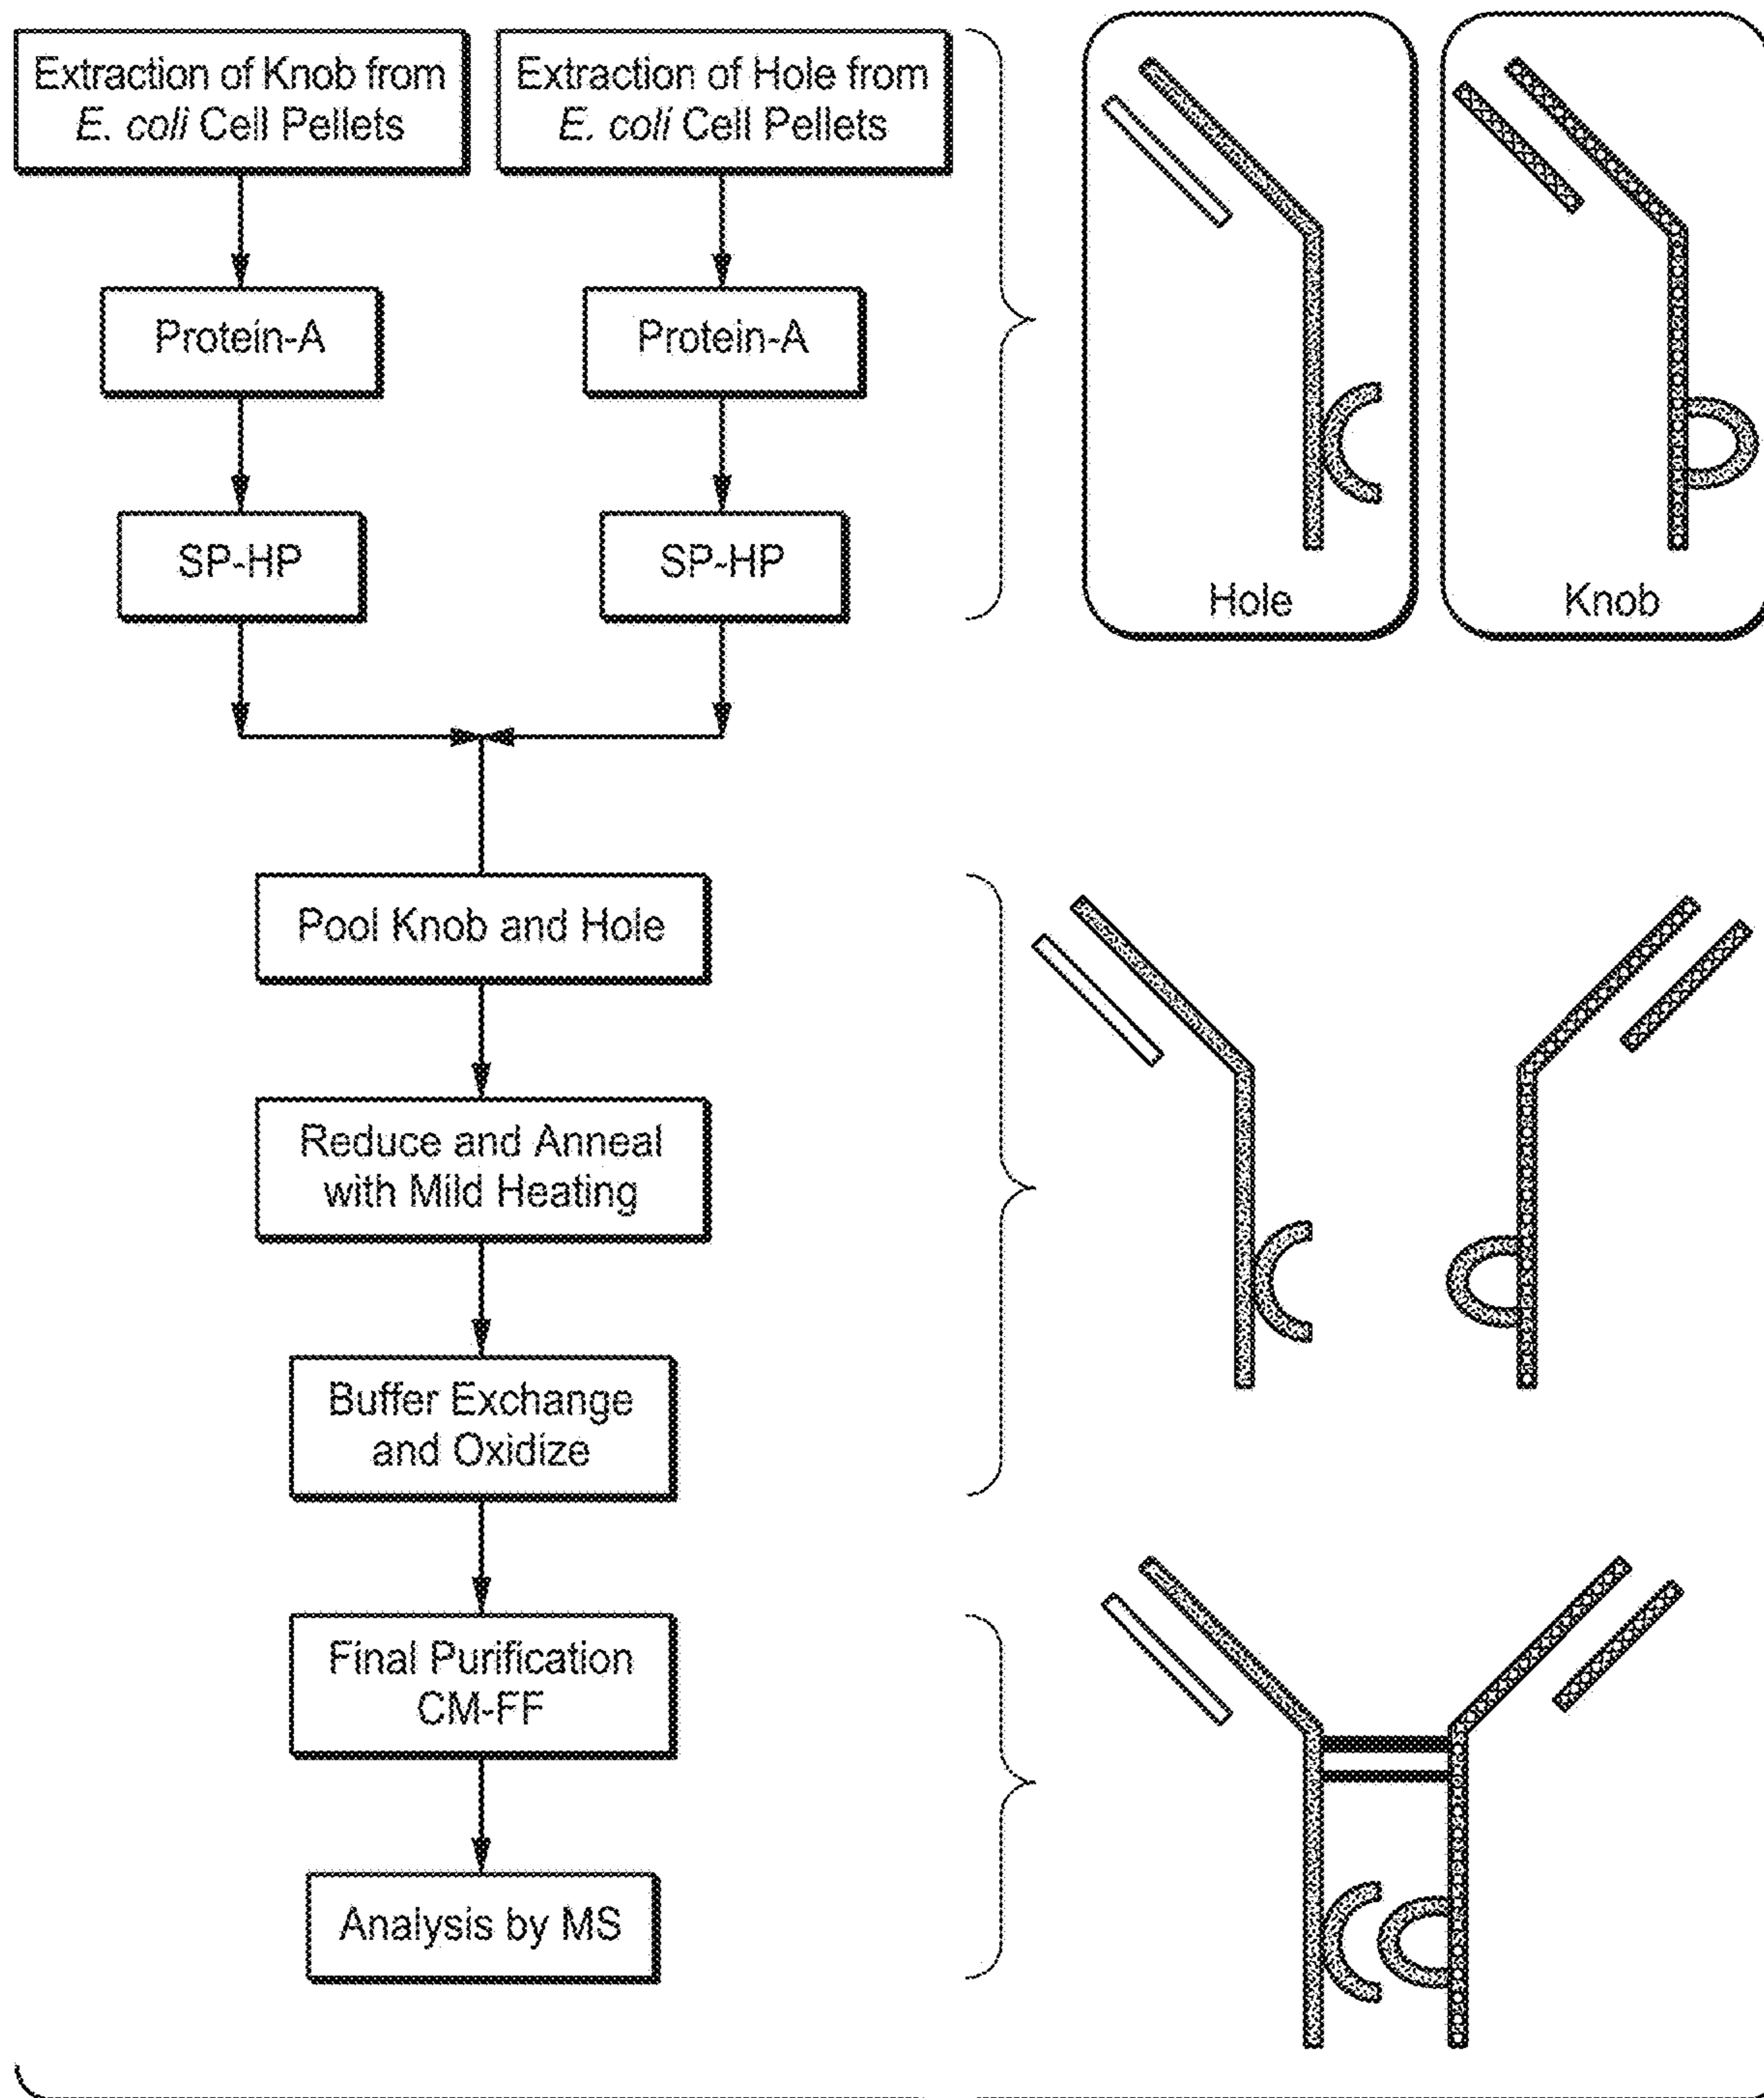 Extraction of Knob from
E. coli Cell Pellets
Extraction of Hole from
E. coli Cell Pellets
Protein-A
Protein-A
SP-HP
SP-HP
Hole
Knob
Pool Knob and Hole
Reduce and Anneal
with Mild Heating
Buffer Exchange
and Oxidize
Final Purification
CM-FF
Analysis by MS